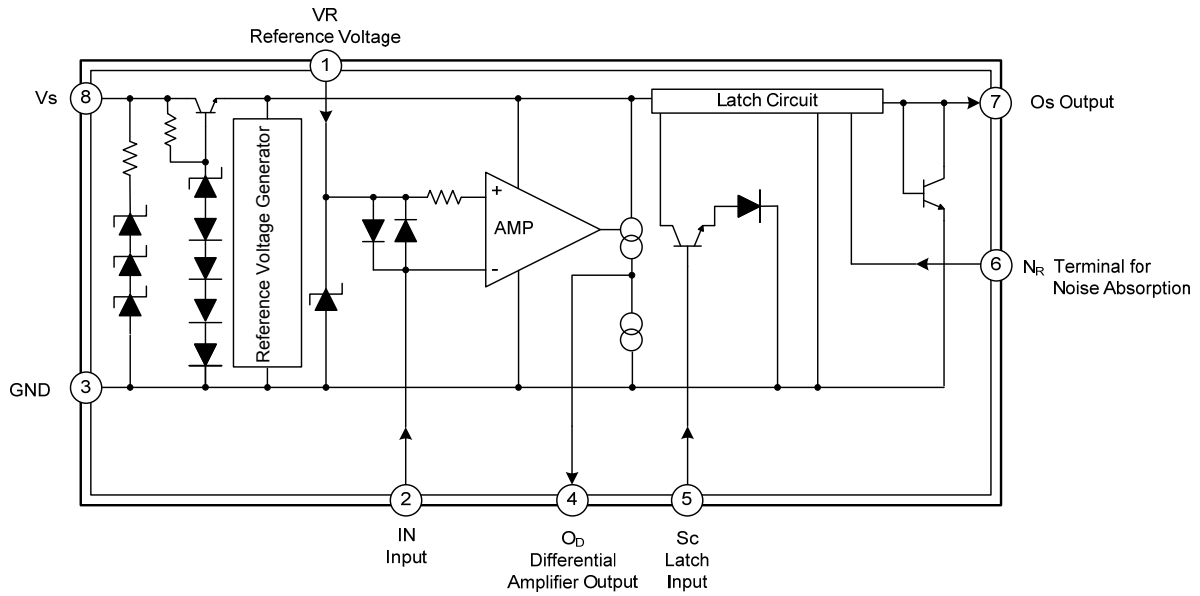 VR
Reference Voltage
1
Vs
8
Latch Circuit
7
Os Output
Reference Voltage Generator
+
AMP
-
6
NR Terminal for
Noise Absorption
GND
3
2
4
5
IN
Input
OD
Differential
Amplifier Output
Sc
Latch
Input